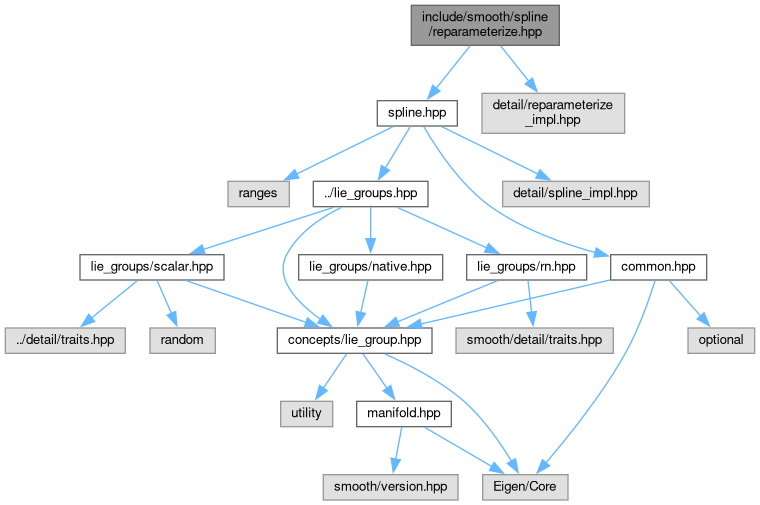 include/smooth/spline
/reparameterize.hpp
spline.hpp
detail/reparameterize
_impl.hpp
ranges
../lie_groups.hpp
detail/spline_impl.hpp
lie_groups/scalar.hpp
lie_groups/native.hpp
lie_groups/rn.hpp
common.hpp
../detail/traits.hpp
random
concepts/lie_group.hpp
smooth/detail/traits.hpp
optional
utility
manifold.hpp
smooth/version.hpp
Eigen/Core